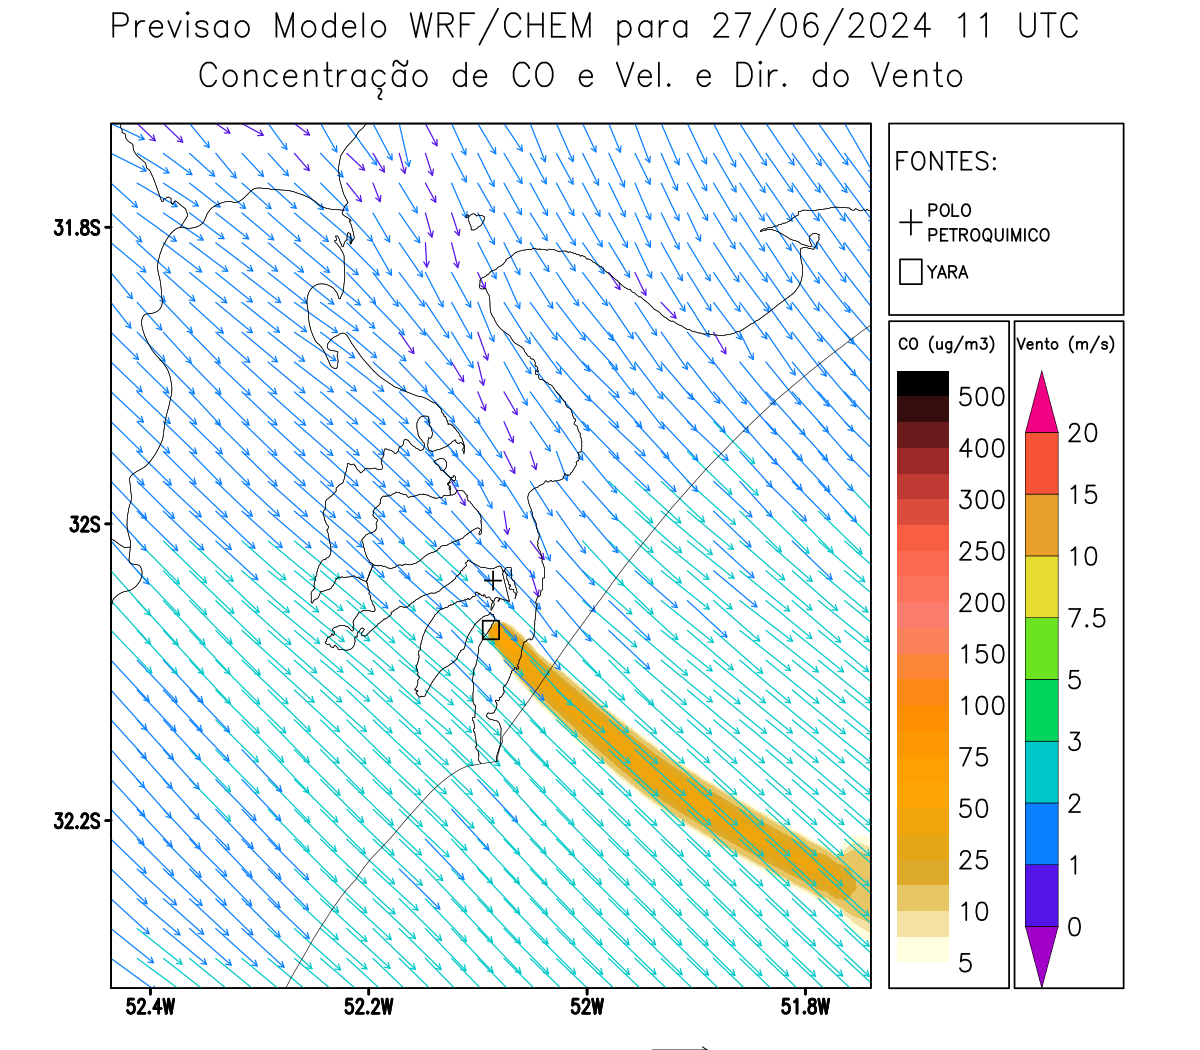 Previsao Modelo WRF/CHEM para 27/06/2024 11 UTC
Concentração de CO e Vel. e Dir. do Vento
FONTES:
POLO
PETROQUIMICO
YARA
31.8S
32S
32.2S
52.4W
52.2W
52W
51.8W
CO (ug/m3)
500
400
300
250
200
150
100
75
50
25
10
5
Vento (m/s)
20
15
10
7.5
5
3
2
1
0